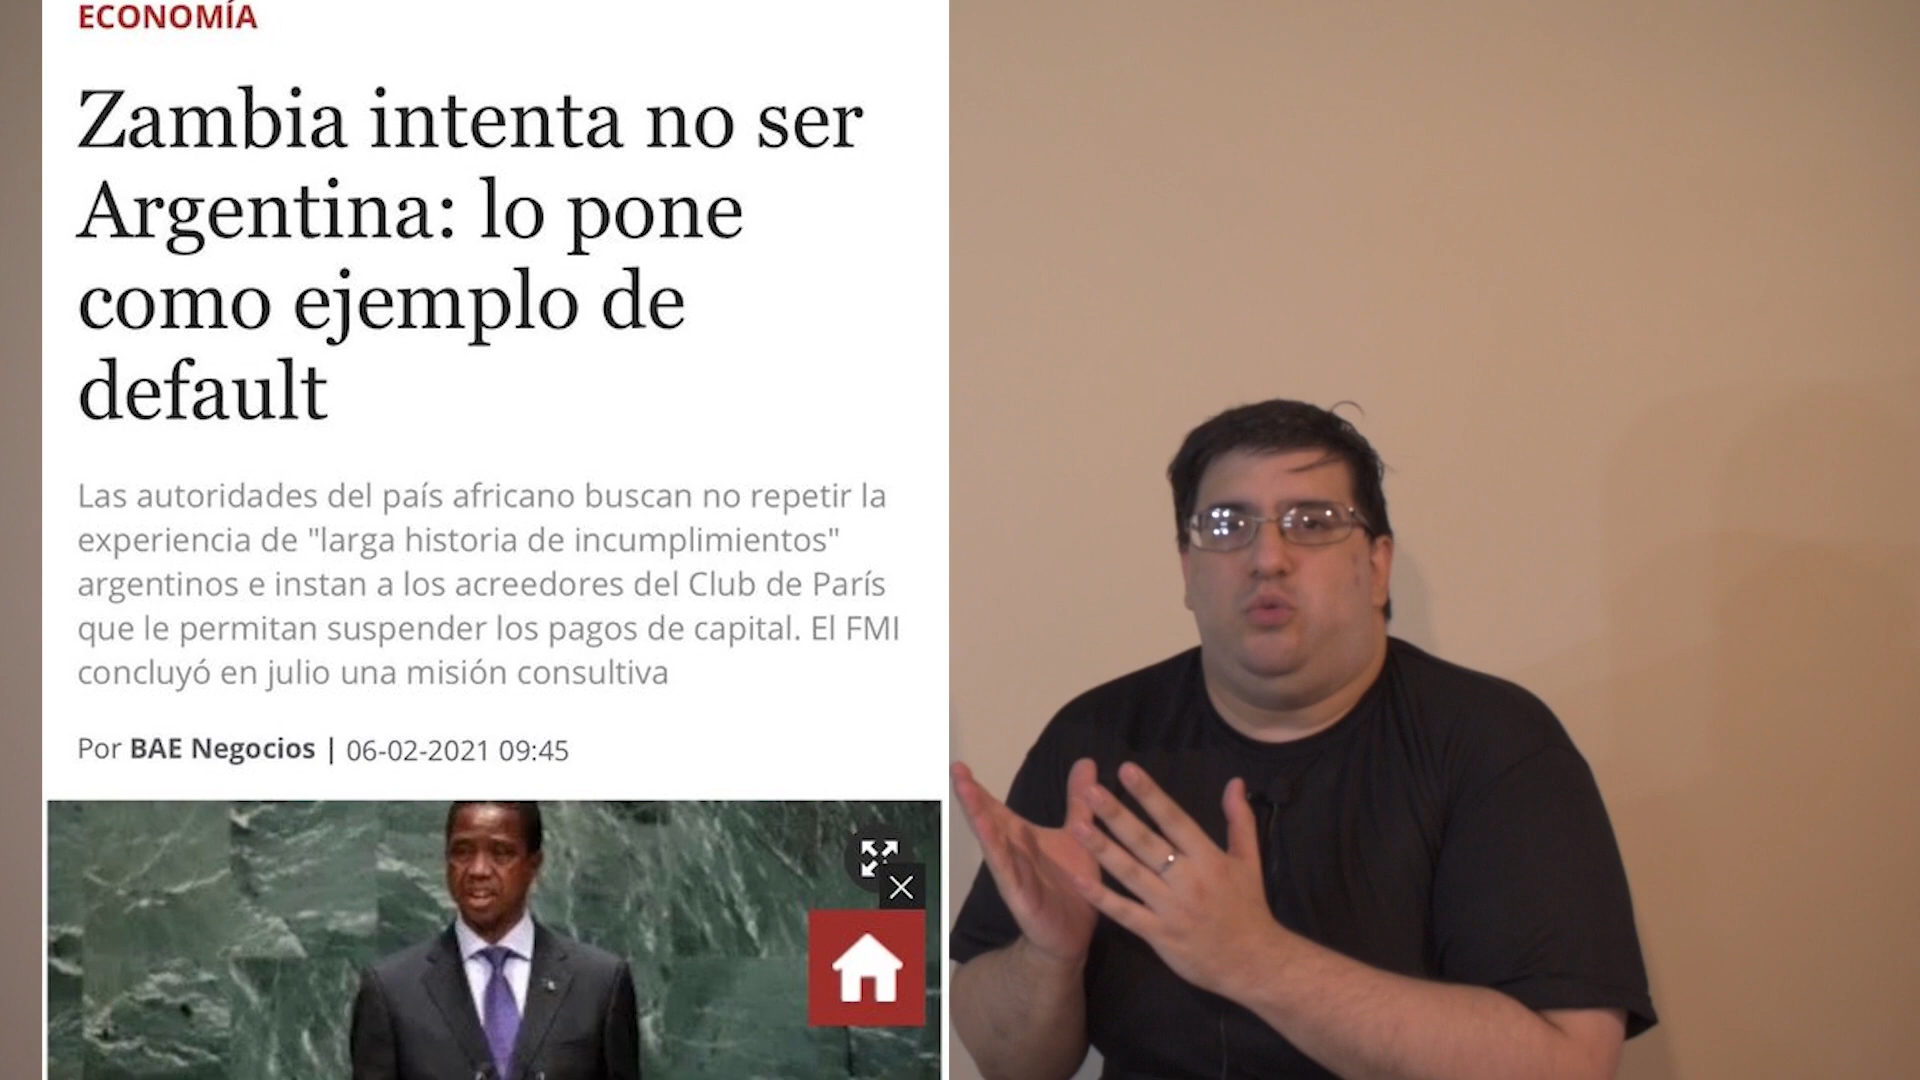 ECONOMÍA
Zambia intenta no ser
Argentina: lo pone
como ejemplo de
default
Las autoridades del país africano buscan no repetir la
experiencia de "larga historia de incumplimientos"
argentinos e instan a los acreedores del Club de París
que le permitan suspender los pagos de capital. El FMI
concluyó en julio una misión consultiva
Por BAE Negocios | 06-02-2021 09:45